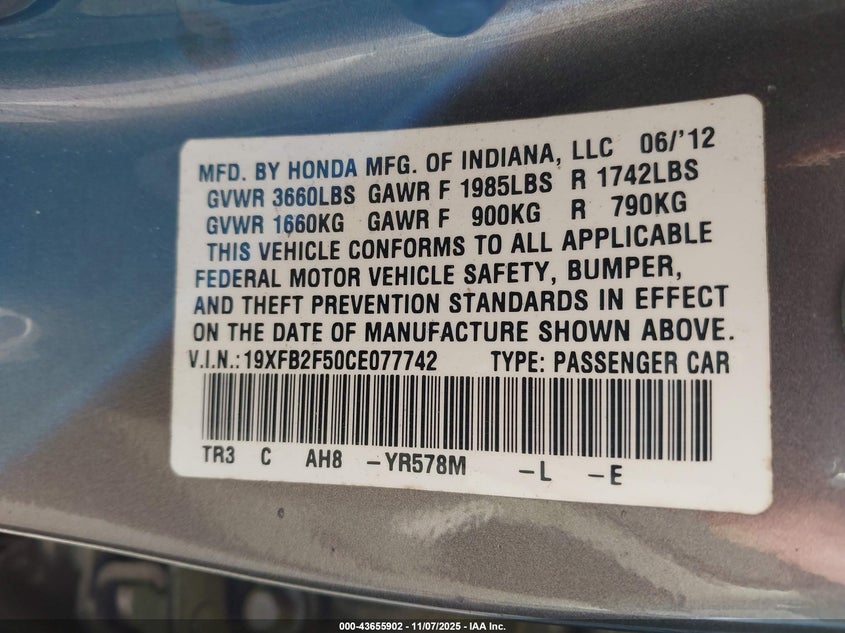 MFD. BY HONDA MFG. OF INDIANA, LLC 06/'12
GVWR 3660LBS GAWR F 1985LBS R 1742LBS
GVWR 1660KG GAWR F 900KG R 790KG
THIS VEHICLE CONFORMS TO ALL APPLICABLE
FEDERAL MOTOR VEHICLE SAFETY, BUMPER,
AND THEFT PREVENTION STANDARDS IN EFFECT
ON THE DATE OF MANUFACTURE SHOWN ABOVE.
V.I.N.:19XFB2F50CE077742 TYPE: PASSENGER CAR
TR3 C AH8 -YR578M -L -E
000-43655902 - 11/07/2025 - IAA Inc.